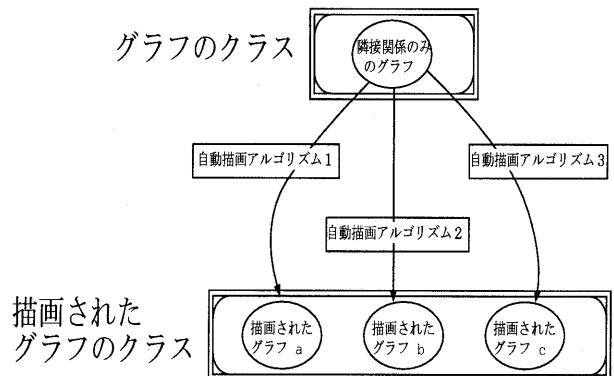 グラフのクラス
隣接関係のみ
のグラフ
自動描画アルゴリズム1
自動描画アルゴリズム3
自動描画アルゴリズム2
描画された
グラフのクラス
描画された
グラフ a
描画された
グラフ b
描画された
グラフ c